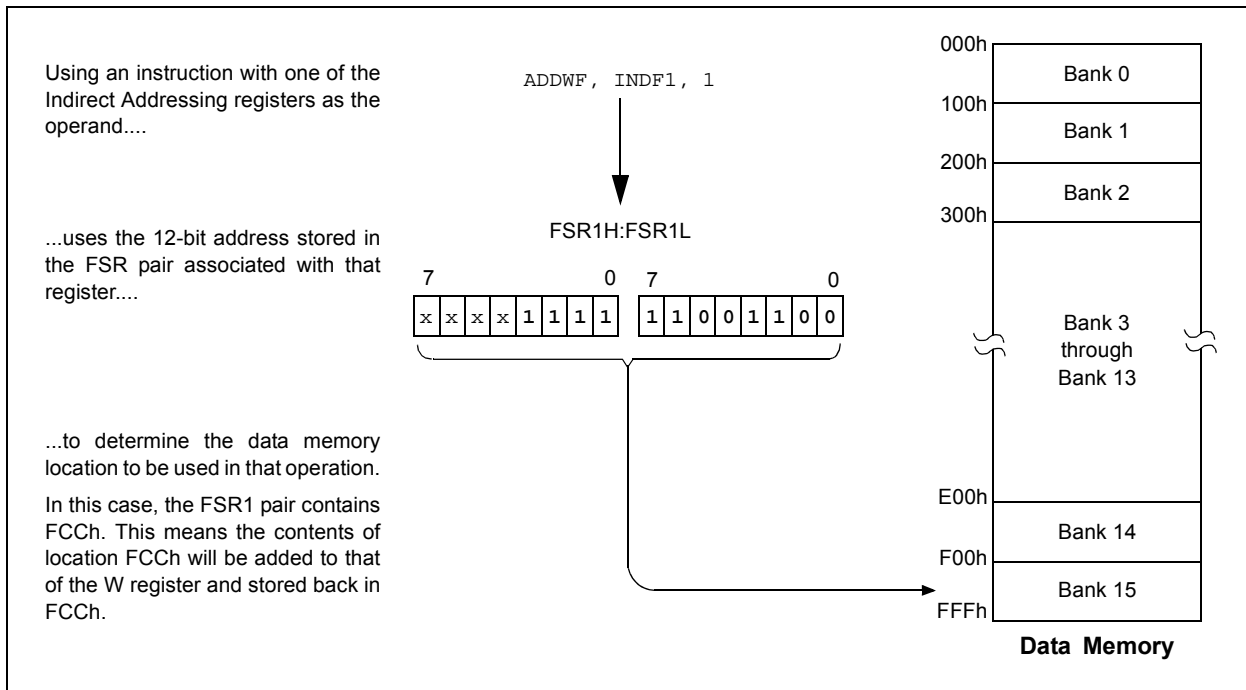 Using an instruction with one of the
Indirect Addressing registers as the
operand....
ADDWF, INDF1, 1
...uses the 12-bit address stored in
the FSR pair associated with that
register....
FSR1H:FSR1L
7 0 7 0
x x x x 1 1 1 1 1 1 0 0 1 1 0 0
...to determine the data memory
location to be used in that operation.
In this case, the FSR1 pair contains
FCCh. This means the contents of
location FCCh will be added to that
of the W register and stored back in
FCCh.
000h
Bank 0
100h
Bank 1
200h
Bank 2
300h
Bank 3
through
Bank 13
E00h
Bank 14
F00h
Bank 15
FFFh
Data Memory